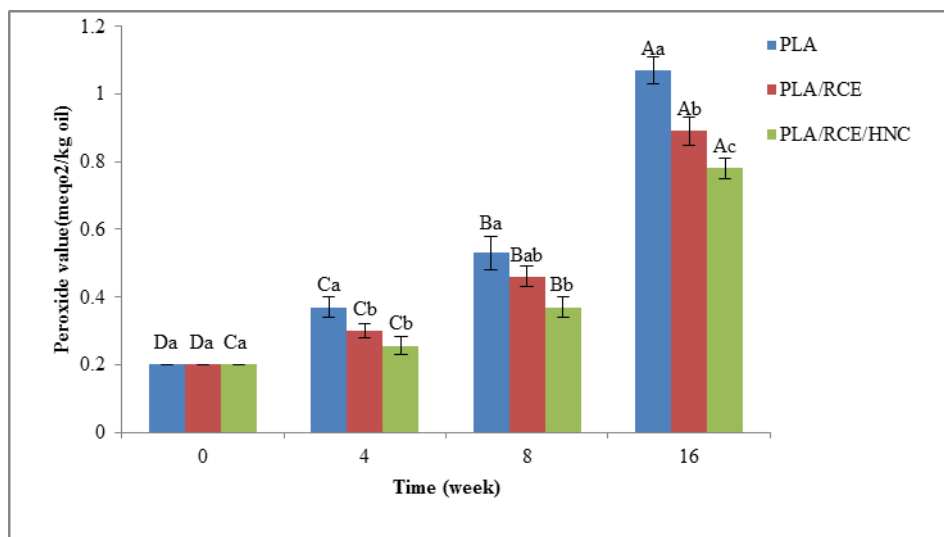 1.2
1
0.8
0.6
0.4
0.2
0
Peroxide value(meqo2/kg oil)
Da Da Ca
Ca Cb Cb
Ba Bab Bb
Aa Ab Ac
0 4 8 16
Time (week)
PLA
PLA/RCE
PLA/RCE/HNC